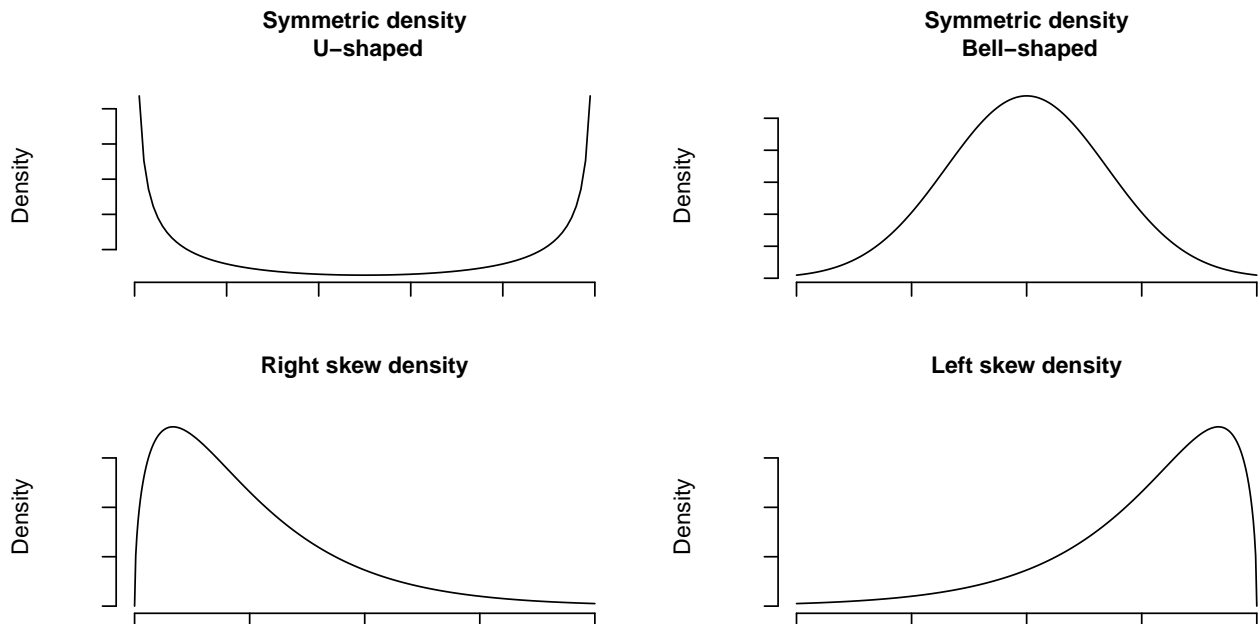 Symmetric density
U−shaped
Density
Symmetric density
Bell−shaped
Density
Right skew density
Density
Left skew density
Density